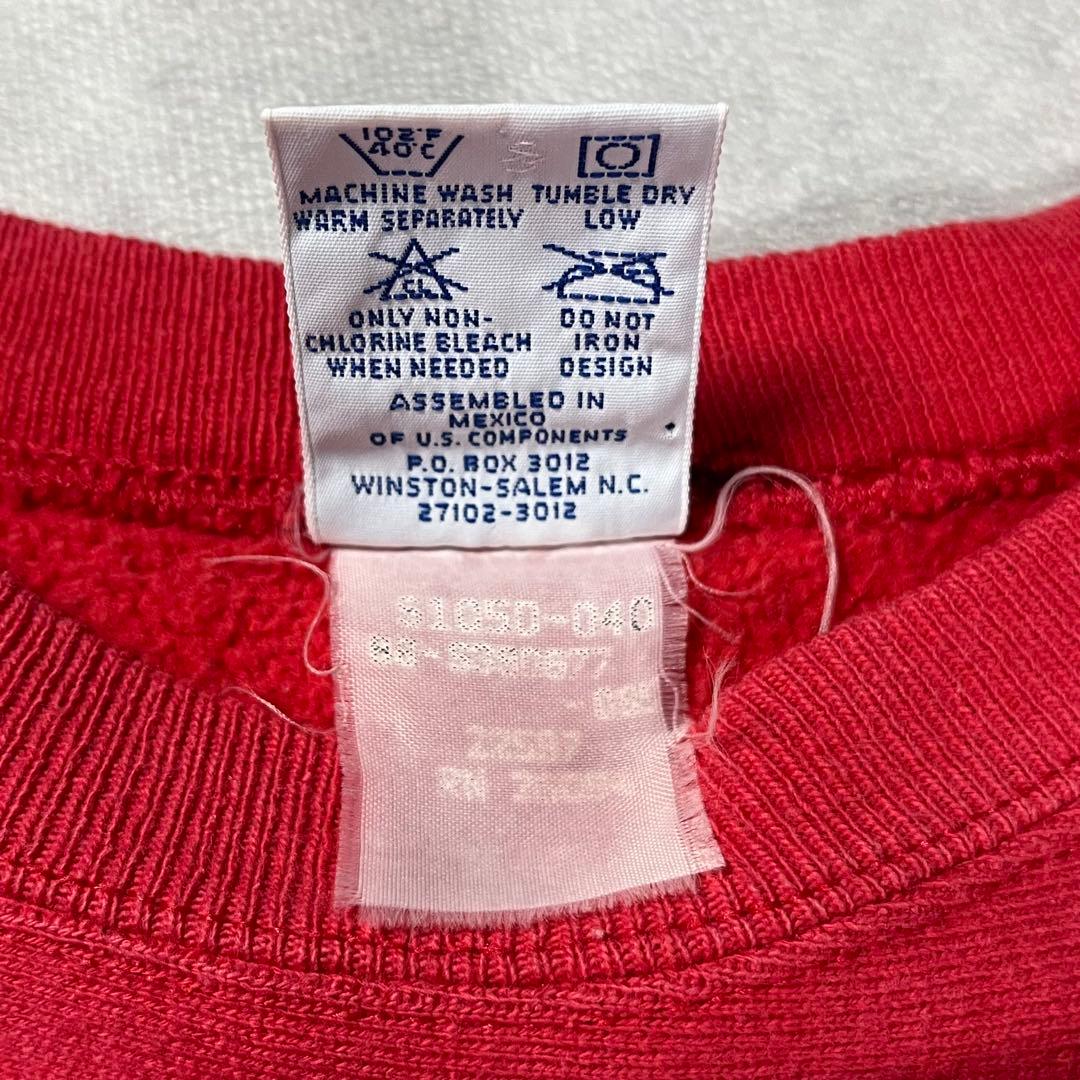 102°F
40°C
MACHINE WASH
WARM SEPARATELY
TUMBLE DRY
LOW
CL
ONLY NON-
CHLORINE BLEACH
WHEN NEEDED
DO NOT
IRON
DESIGN
ASSEMBLED IN
MEXICO
OF U.S. COMPONENTS
P.O. BOX 3012
WINSTON-SALEM N.C.
27102-3012
S105D-040